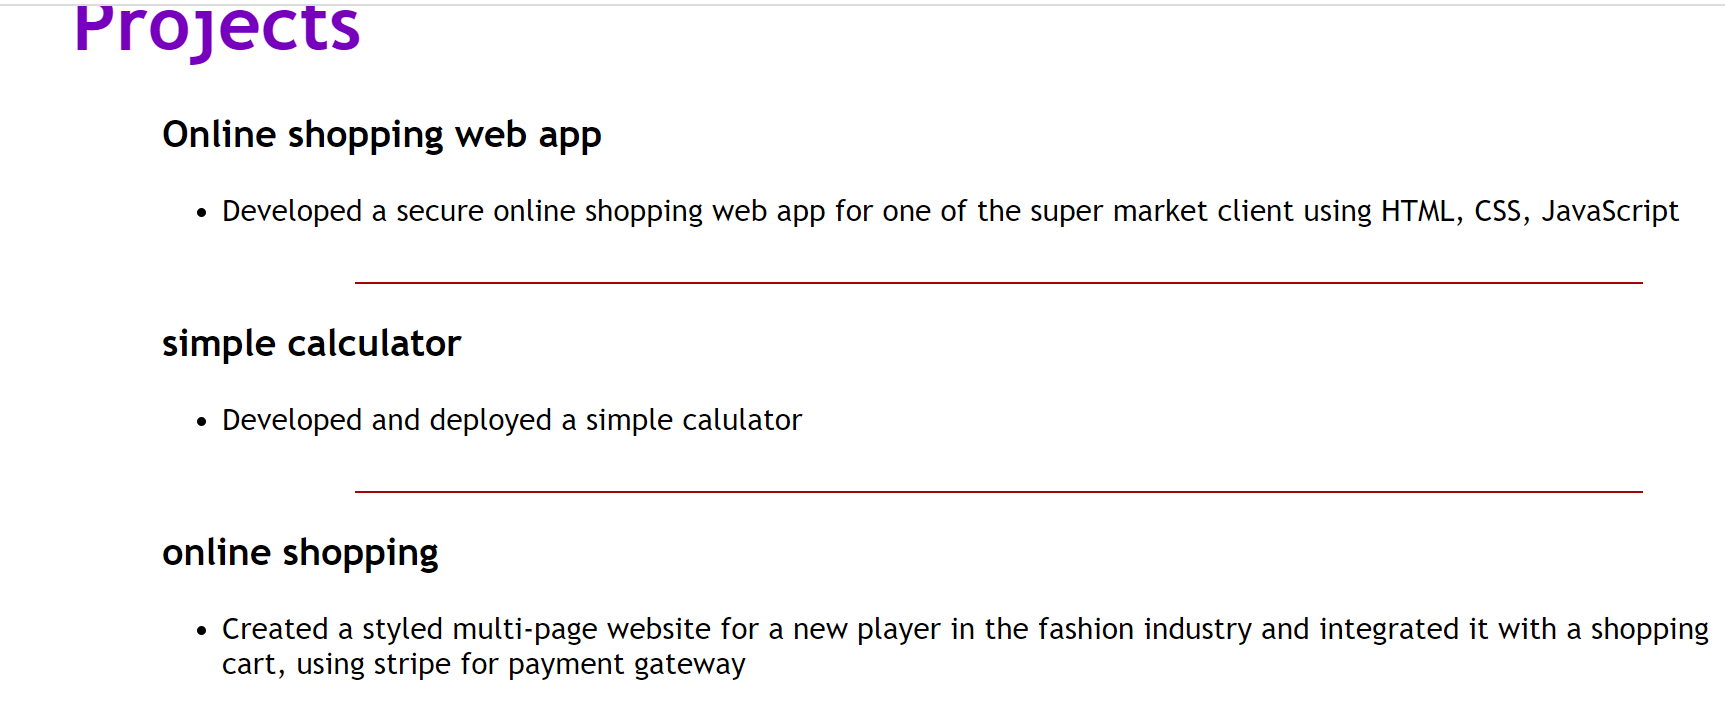 Projects
Online shopping web app
• Developed a secure online shopping web app for one of the super market client using HTML, CSS, JavaScript
simple calculator
• Developed and deployed a simple calulator
online shopping
• Created a styled multi-page website for a new player in the fashion industry and integrated it with a shopping
cart, using stripe for payment gateway